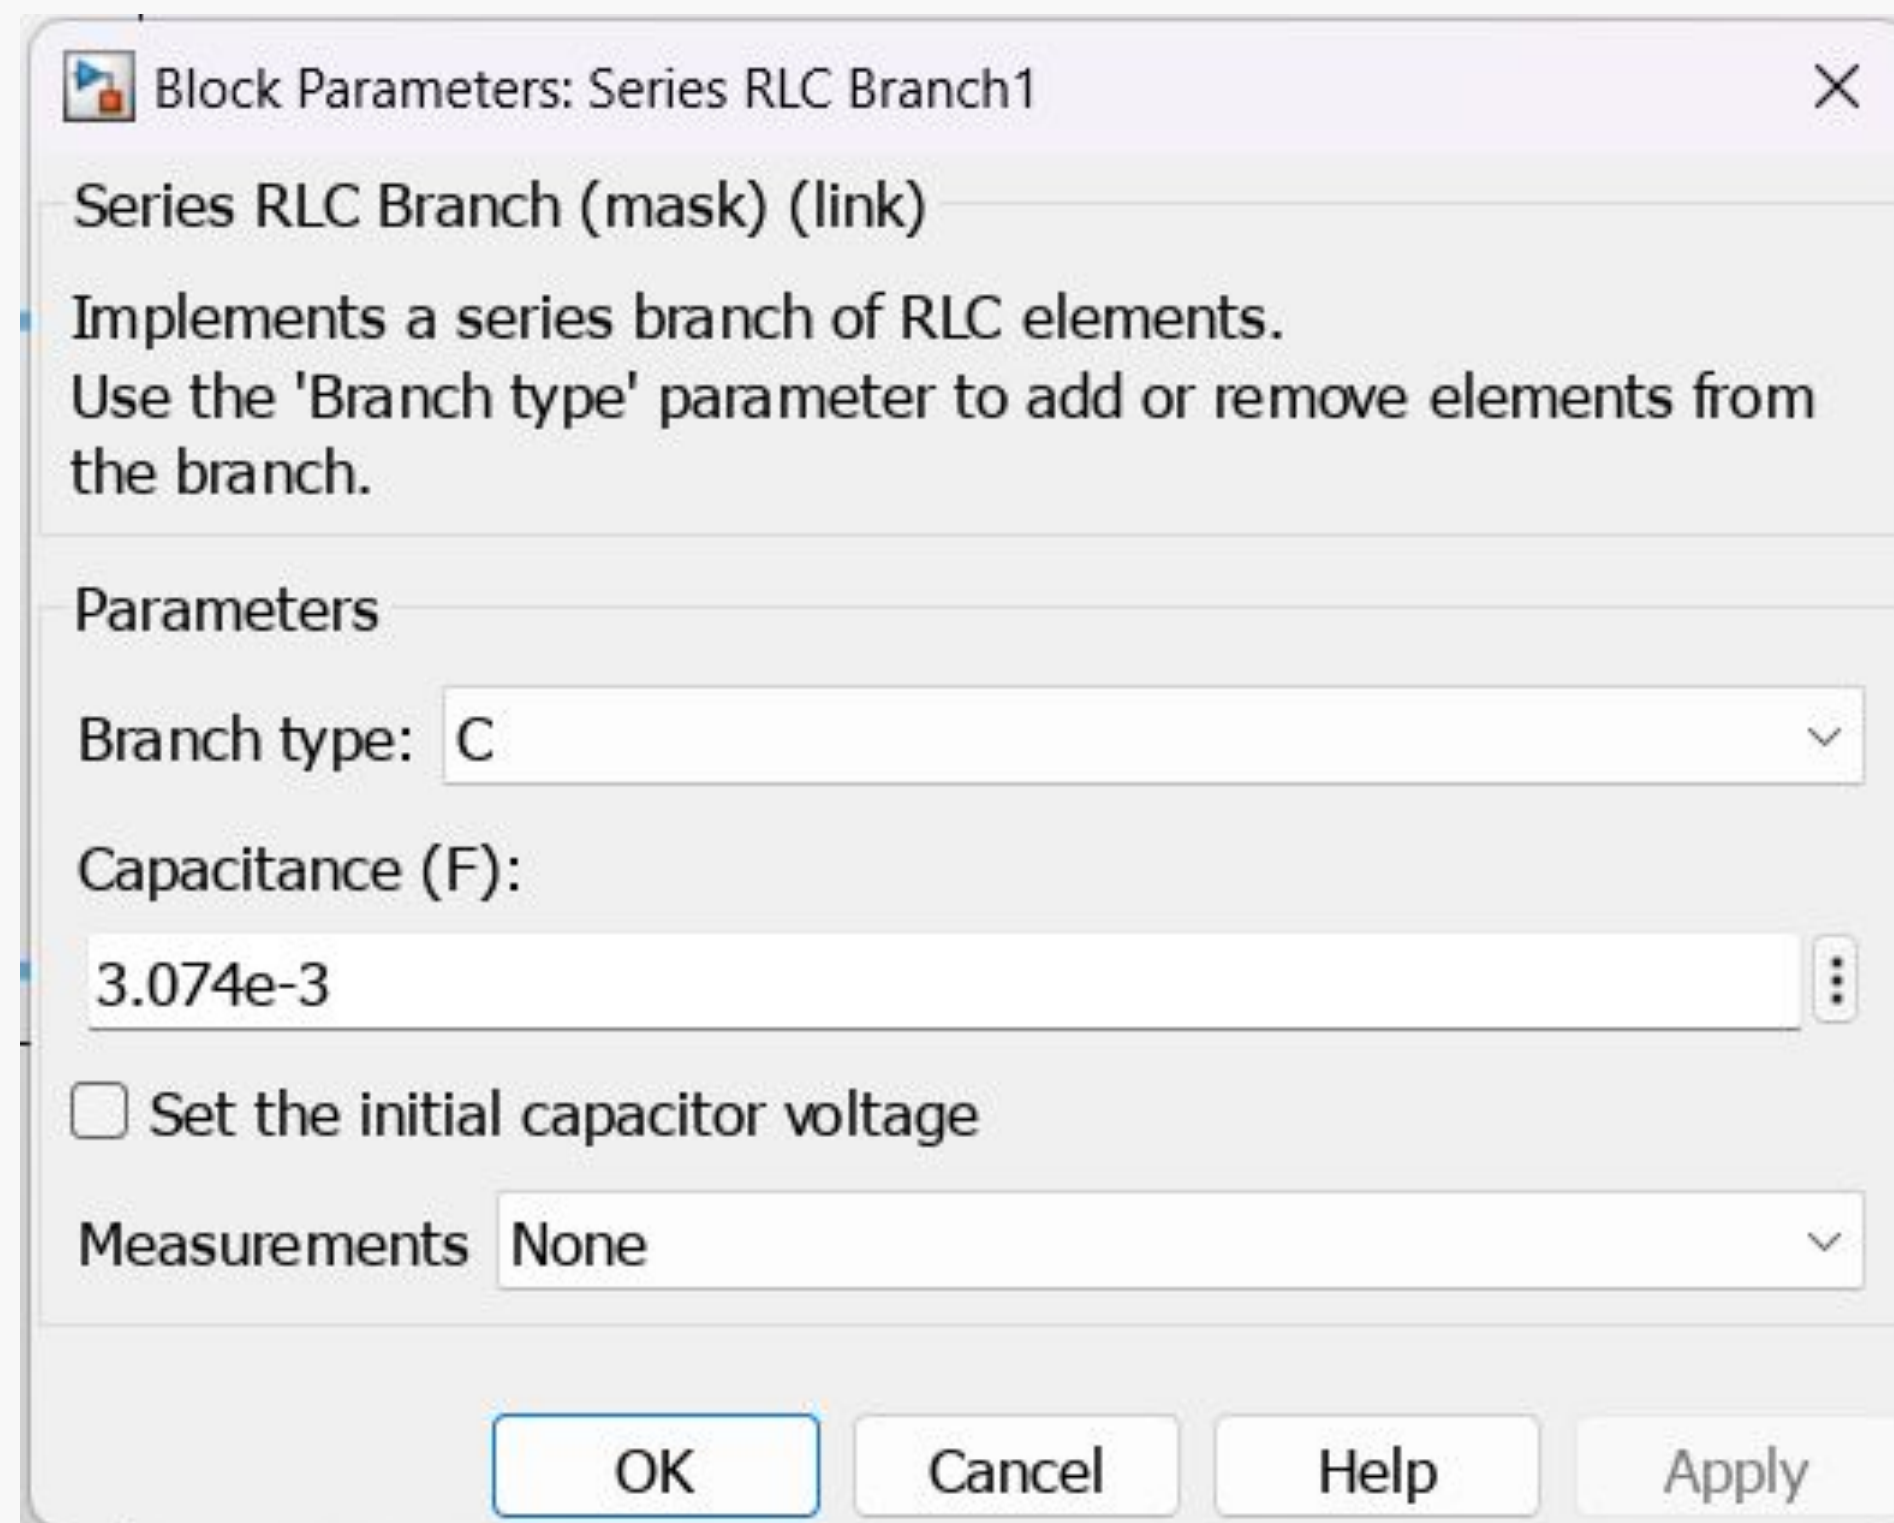 Block Parameters: Series RLC Branch1
Series RLC Branch (mask) (link)
Implements a series branch of RLC elements.
Use the 'Branch type' parameter to add or remove elements from
the branch.
Parameters
Branch type: C
Capacitance (F):
3.074e-3
Set the initial capacitor voltage
Measurements None
OK Cancel Help Apply